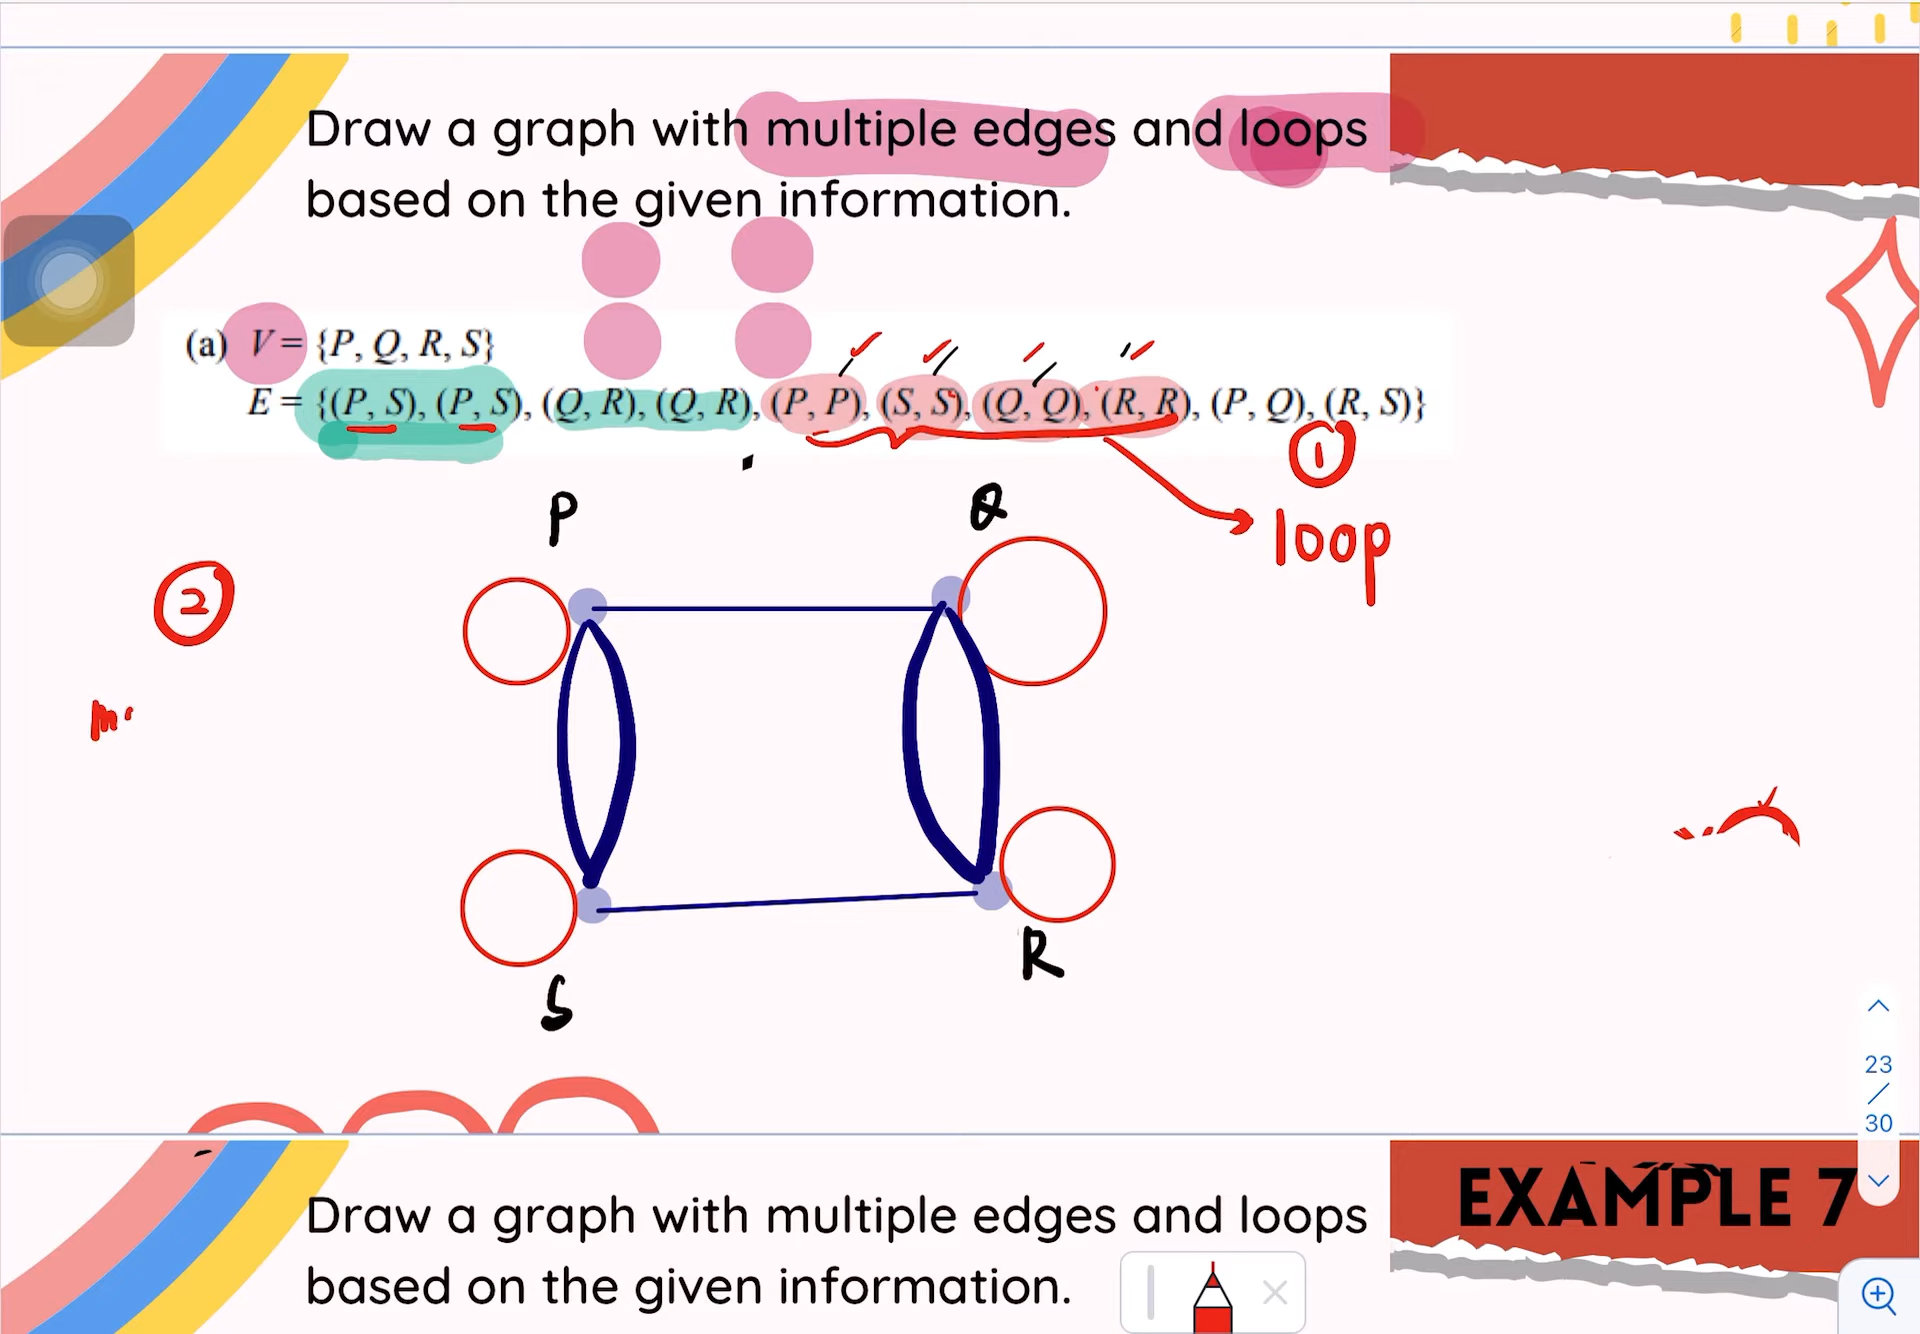 Draw a graph with multiple edges and loops
based on the given information.
(a) V = {P, Q, R, S}
E = {(P, S), (P, S), (Q, R), (Q, R), (P, P), (S, S), (Q, Q), (R, R), (P, Q), (R, S)}
1
loop
P
Q
2
S
R
23
/
30
EXAMPLE 7
Draw a graph with multiple edges and loops
based on the given information.